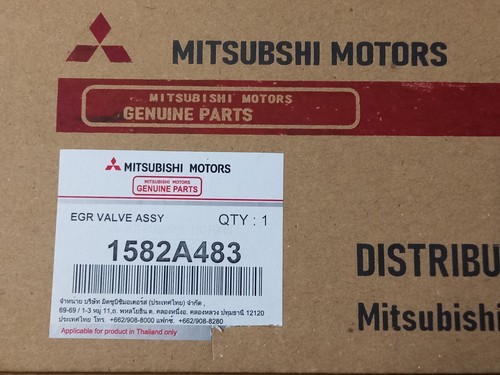 MITSUBSHI MOTORS
MITSUBISHI MOTORS
GENUINE PARTS
MITSUBISHI MOTORS
MITSUBISHI MOTORS
GENUINE PARTS
EGR VALVE ASSY QTY : 1
1582A483
จำหน่าย บริษัท มิตซูบิชิมอเตอร์ส (ประเทศไทย) จำกัด ,
69-69 / 1-3 หมู่ 11,ถ. พหลโยธิน ต. คลองหนึ่งอ. คลองหลวง ปทุมธานี 12120
ประเทศไทย โทร. +662/908-8000 แฟกซ์. +662/908-8280
Applicable for product in Thailand only
DISTRIBU
Mitsubishi